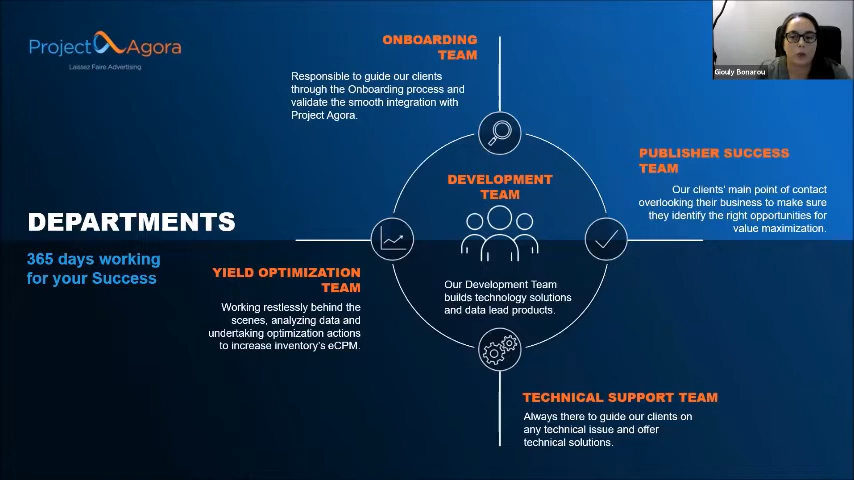 Project Agora
Lassez Faire Advertising
ONBOARDING
TEAM
Responsible to guide our clients
through the Onboarding process and
validate the smooth integration with
Project Agora.
Giouly Bonarou
PUBLISHER SUCCESS
TEAM
Our clients' main point of contact
overlooking their business to make sure
they identify the right opportunities for
value maximization.
DEVELOPMENT
TEAM
Our Development Team
builds technology solutions
and data lead products.
DEPARTMENTS
365 days working
for your Success
YIELD OPTIMIZATION
TEAM
Working restlessly behind the
scenes, analyzing data and
undertaking optimization actions
to increase inventory's eCPM.
TECHNICAL SUPPORT TEAM
Always there to guide our clients on
any technical issue and offer
technical solutions.